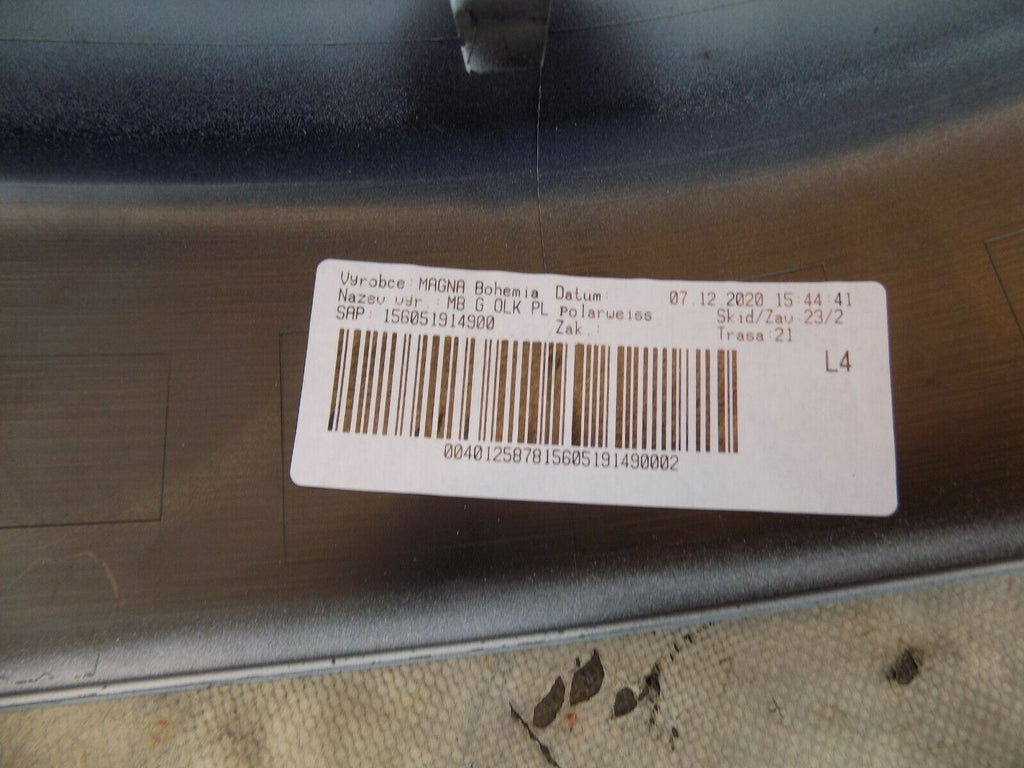 Vyrobce: MAGNA Bohemia Datum: 07.12.2020 15:44:41
Nazev vyr.: MB G OLK PL Polarweiss Skid/Zav 23/2
SAP: 156051914900 Zak.: Trasa:21
L4
004012587815605191490002